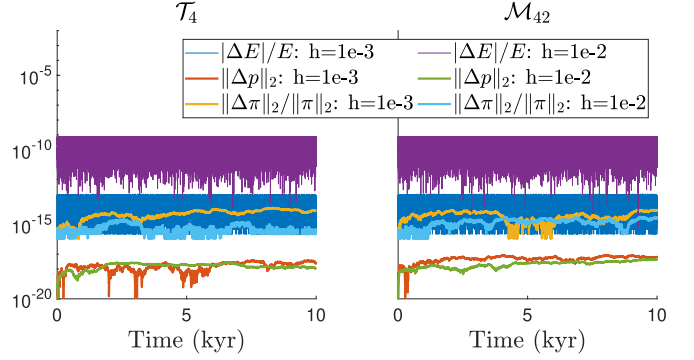 𝒯₄ ℳ₄₂
|ΔE|/E: h=1e-3 |ΔE|/E: h=1e-2
‖Δp‖₂: h=1e-3 ‖Δp‖₂: h=1e-2
‖Δπ‖₂/‖π‖₂: h=1e-3 ‖Δπ‖₂/‖π‖₂: h=1e-2
10⁻⁵
10⁻¹⁰
10⁻¹⁵
10⁻²⁰
0 5 10 0 5 10
Time (kyr) Time (kyr)